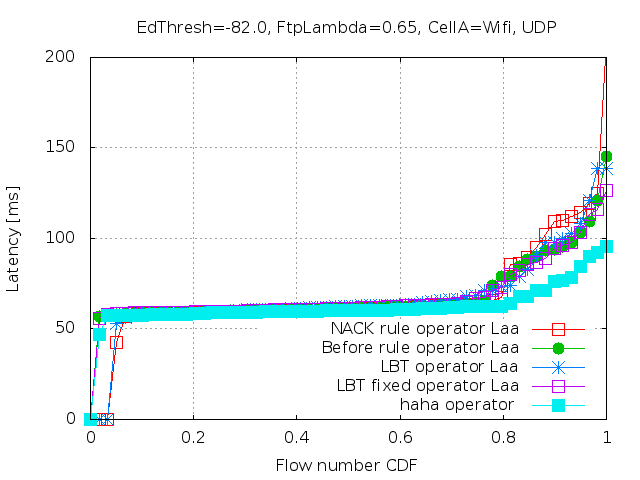 EdThresh=-82.0, FtpLambda=0.65, CellA=Wifi, UDP
200
150
100
50
0
Latency [ms]
NACK rule operator Laa
Before rule operator Laa
LBT operator Laa
LBT fixed operator Laa
haha operator
0 0.2 0.4 0.6 0.8 1
Flow number CDF